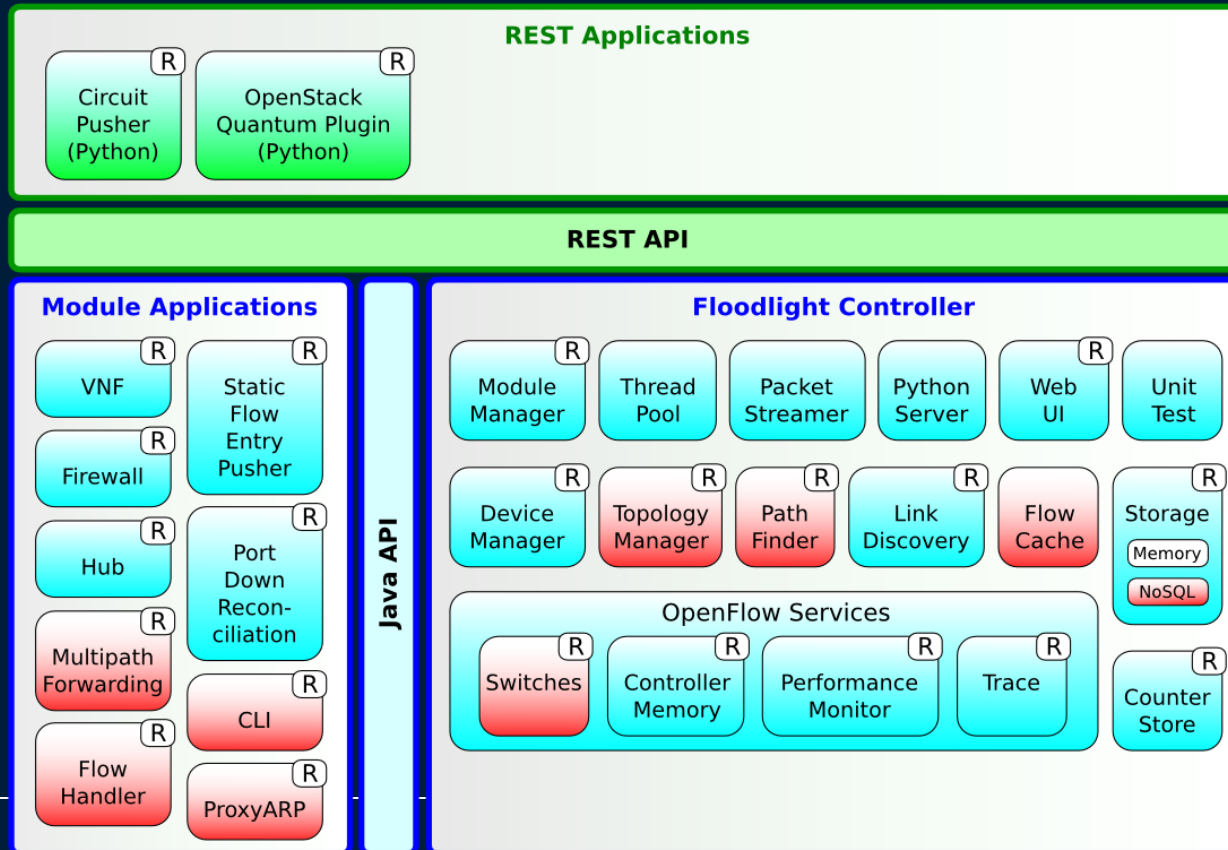 REST Applications
R
Circuit
Pusher
(Python)
R
OpenStack
Quantum Plugin
(Python)
REST API
Module Applications
R
VNF
R
Static
Flow
Entry
Pusher
R
Firewall
R
Hub
R
Port
Down
Recon-
ciliation
R
Multipath
Forwarding
R
CLI
R
Flow
Handler
R
ProxyARP
Java API
Floodlight Controller
R
Module
Manager
Thread
Pool
Packet
Streamer
Python
Server
R
Web
UI
Unit
Test
R
Device
Manager
R
Topology
Manager
R
Path
Finder
R
Link
Discovery
Flow
Cache
R
Storage
Memory
NoSQL
OpenFlow Services
R
Switches
R
Controller
Memory
R
Performance
Monitor
R
Trace
R
Counter
Store